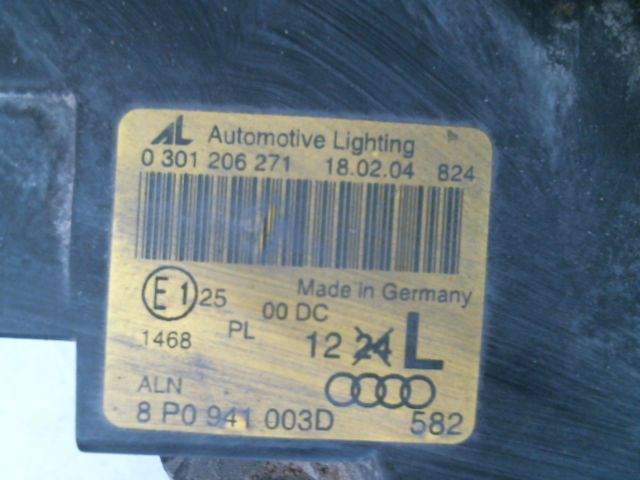 AL Automotive Lighting
0 301 206 271 18.02.04 824
Made in Germany
E1 25 00 DC
1468 PL 12 24 L
ALN
8 P0 941 003D 582